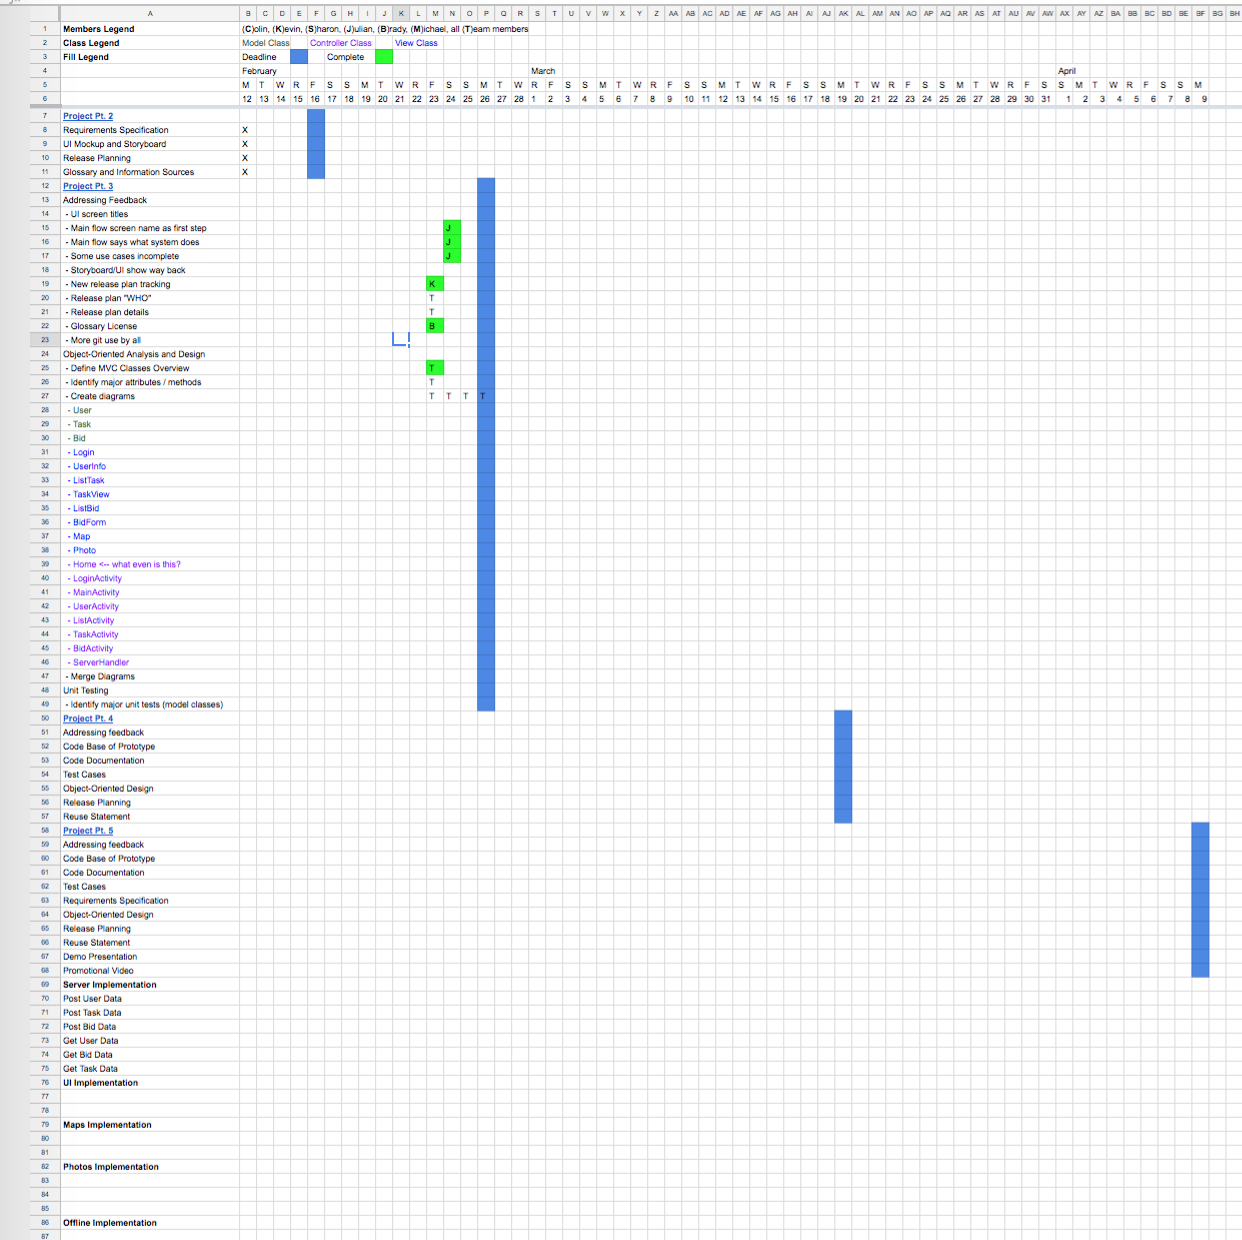 A B C D E F G H I J K L M N O P Q R S T U V W X Y Z AA AB AC AD AE AF AG AH AI AJ AK AL AM AN AO AP AQ AR AS AT AU AV AW AX AY AZ BA BB BC BD BE BF BG BH
1 Members Legend (C)olin, (K)evin, (S)haron, (J)ulian, (B)rady, (M)ichael, all (T)eam members
2 Class Legend Model Class Controller Class View Class
3 Fill Legend Deadline Complete
4 February March April
5 M T W R F S S M T W R F S S M T W R F S S M T W R F S S M T W R F S S M T W R F S S M T W R F S S M T W R F S S M
6 12 13 14 15 16 17 18 19 20 21 22 23 24 25 26 27 28 1 2 3 4 5 6 7 8 9 10 11 12 13 14 15 16 17 18 19 20 21 22 23 24 25 26 27 28 29 30 31 1 2 3 4 5 6 7 8 9
7 Project Pt. 2
8 Requirements Specification X
9 UI Mockup and Storyboard X
10 Release Planning X
11 Glossary and Information Sources X
12 Project Pt. 3
13 Addressing Feedback
14 - UI screen titles
15 - Main flow screen name as first step J
16 - Main flow says what system does J
17 - Some use cases incomplete J
18 - Storyboard/UI show way back
19 - New release plan tracking K
20 - Release plan "WHO" T
21 - Release plan details T
22 - Glossary License B
23 - More git use by all
24 Object-Oriented Analysis and Design
25 - Define MVC Classes Overview T
26 - Identify major attributes / methods T
27 - Create diagrams T T T T
28 - User
29 - Task
30 - Bid
31 - Login
32 - UserInfo
33 - ListTask
34 - TaskView
35 - ListBid
36 - BidForm
37 - Map
38 - Photo
39 - Home <-- what even is this?
40 - LoginActivity
41 - MainActivity
42 - UserActivity
43 - ListActivity
44 - TaskActivity
45 - BidActivity
46 - ServerHandler
47 - Merge Diagrams
48 Unit Testing
49 - Identify major unit tests (model classes)
50 Project Pt. 4
51 Addressing feedback
52 Code Base of Prototype
53 Code Documentation
54 Test Cases
55 Object-Oriented Design
56 Release Planning
57 Reuse Statement
58 Project Pt. 5
59 Addressing feedback
60 Code Base of Prototype
61 Code Documentation
62 Test Cases
63 Requirements Specification
64 Object-Oriented Design
65 Release Planning
66 Reuse Statement
67 Demo Presentation
68 Promotional Video
69 Server Implementation
70 Post User Data
71 Post Task Data
72 Post Bid Data
73 Get User Data
74 Get Bid Data
75 Get Task Data
76 UI Implementation
77
78
79 Maps Implementation
80
81
82 Photos Implementation
83
84
85
86 Offline Implementation
87